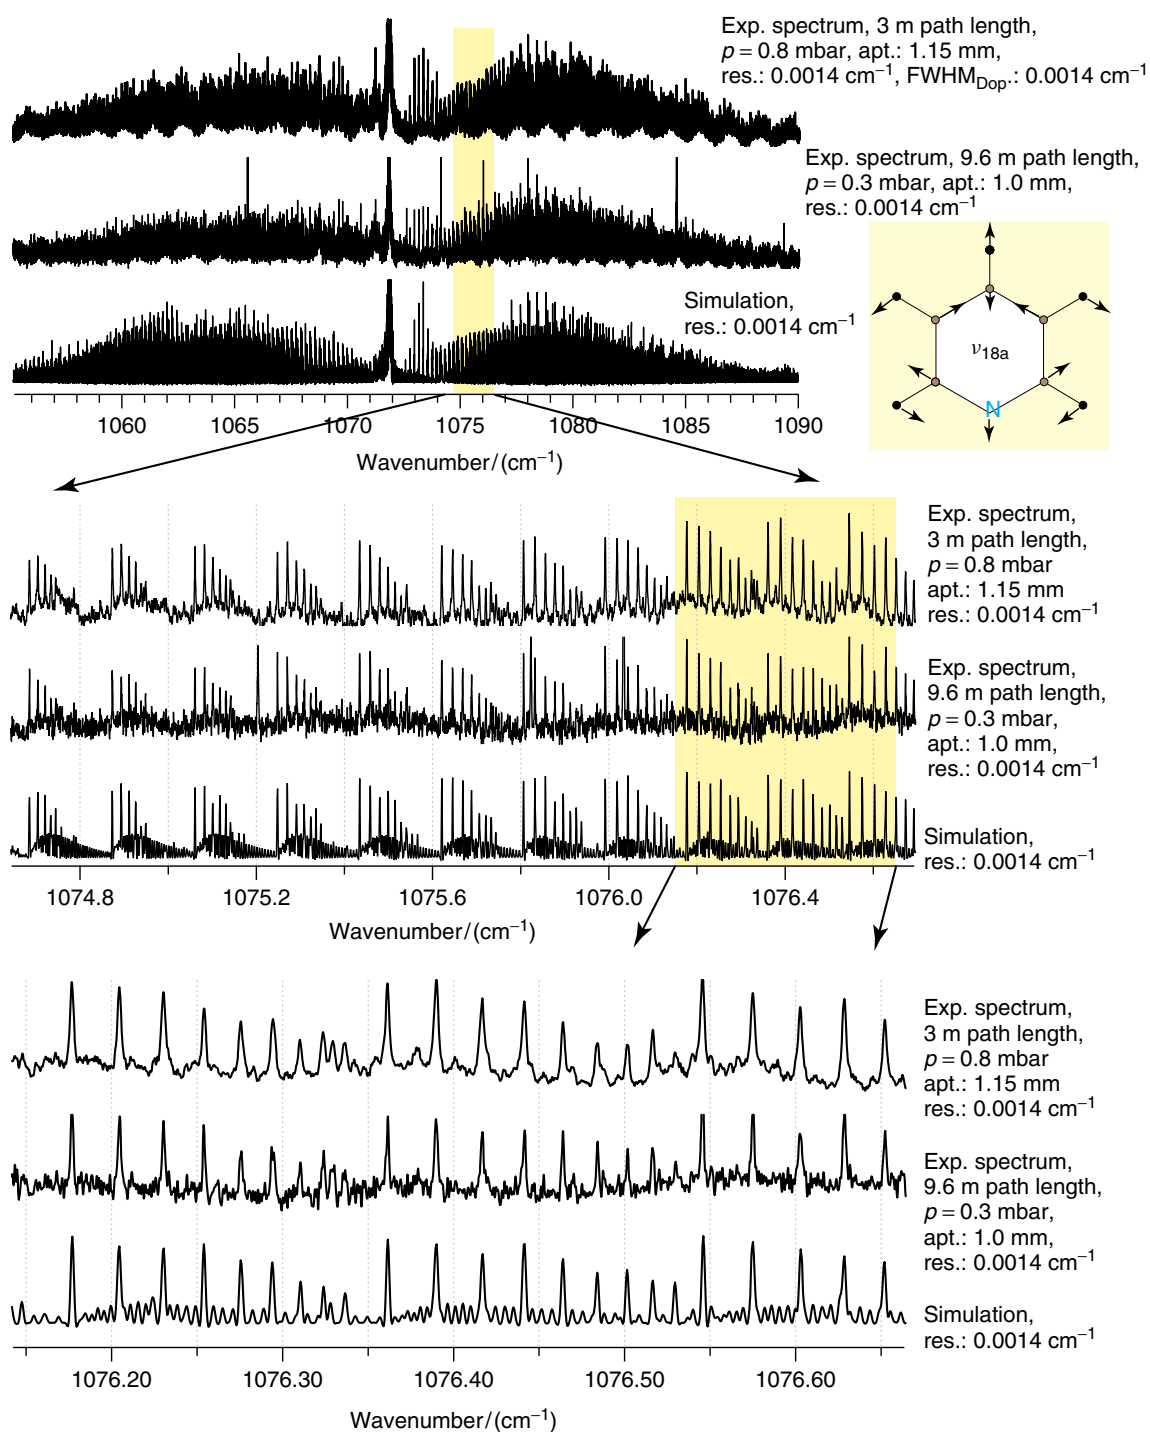 Exp. spectrum, 3 m path length,
p = 0.8 mbar, apt.: 1.15 mm,
res.: 0.0014 cm⁻¹, FWHM_Dop.: 0.0014 cm⁻¹
Exp. spectrum, 9.6 m path length,
p = 0.3 mbar, apt.: 1.0 mm,
res.: 0.0014 cm⁻¹
Simulation,
res.: 0.0014 cm⁻¹
ν18a
N
1060 1065 1070 1075 1080 1085 1090
Wavenumber/(cm⁻¹)
Exp. spectrum,
3 m path length,
p = 0.8 mbar
apt.: 1.15 mm
res.: 0.0014 cm⁻¹
Exp. spectrum,
9.6 m path length,
p = 0.3 mbar,
apt.: 1.0 mm,
res.: 0.0014 cm⁻¹
Simulation,
res.: 0.0014 cm⁻¹
1074.8 1075.2 1075.6 1076.0 1076.4
Wavenumber/(cm⁻¹)
Exp. spectrum,
3 m path length,
p = 0.8 mbar
apt.: 1.15 mm
res.: 0.0014 cm⁻¹
Exp. spectrum,
9.6 m path length,
p = 0.3 mbar,
apt.: 1.0 mm,
res.: 0.0014 cm⁻¹
Simulation,
res.: 0.0014 cm⁻¹
1076.20 1076.30 1076.40 1076.50 1076.60
Wavenumber/(cm⁻¹)